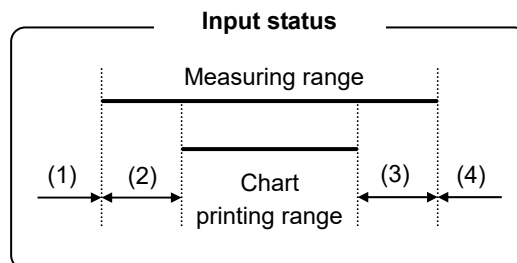 Input status
Measuring range
(1)
(2)
(3)
(4)
Chart
printing range